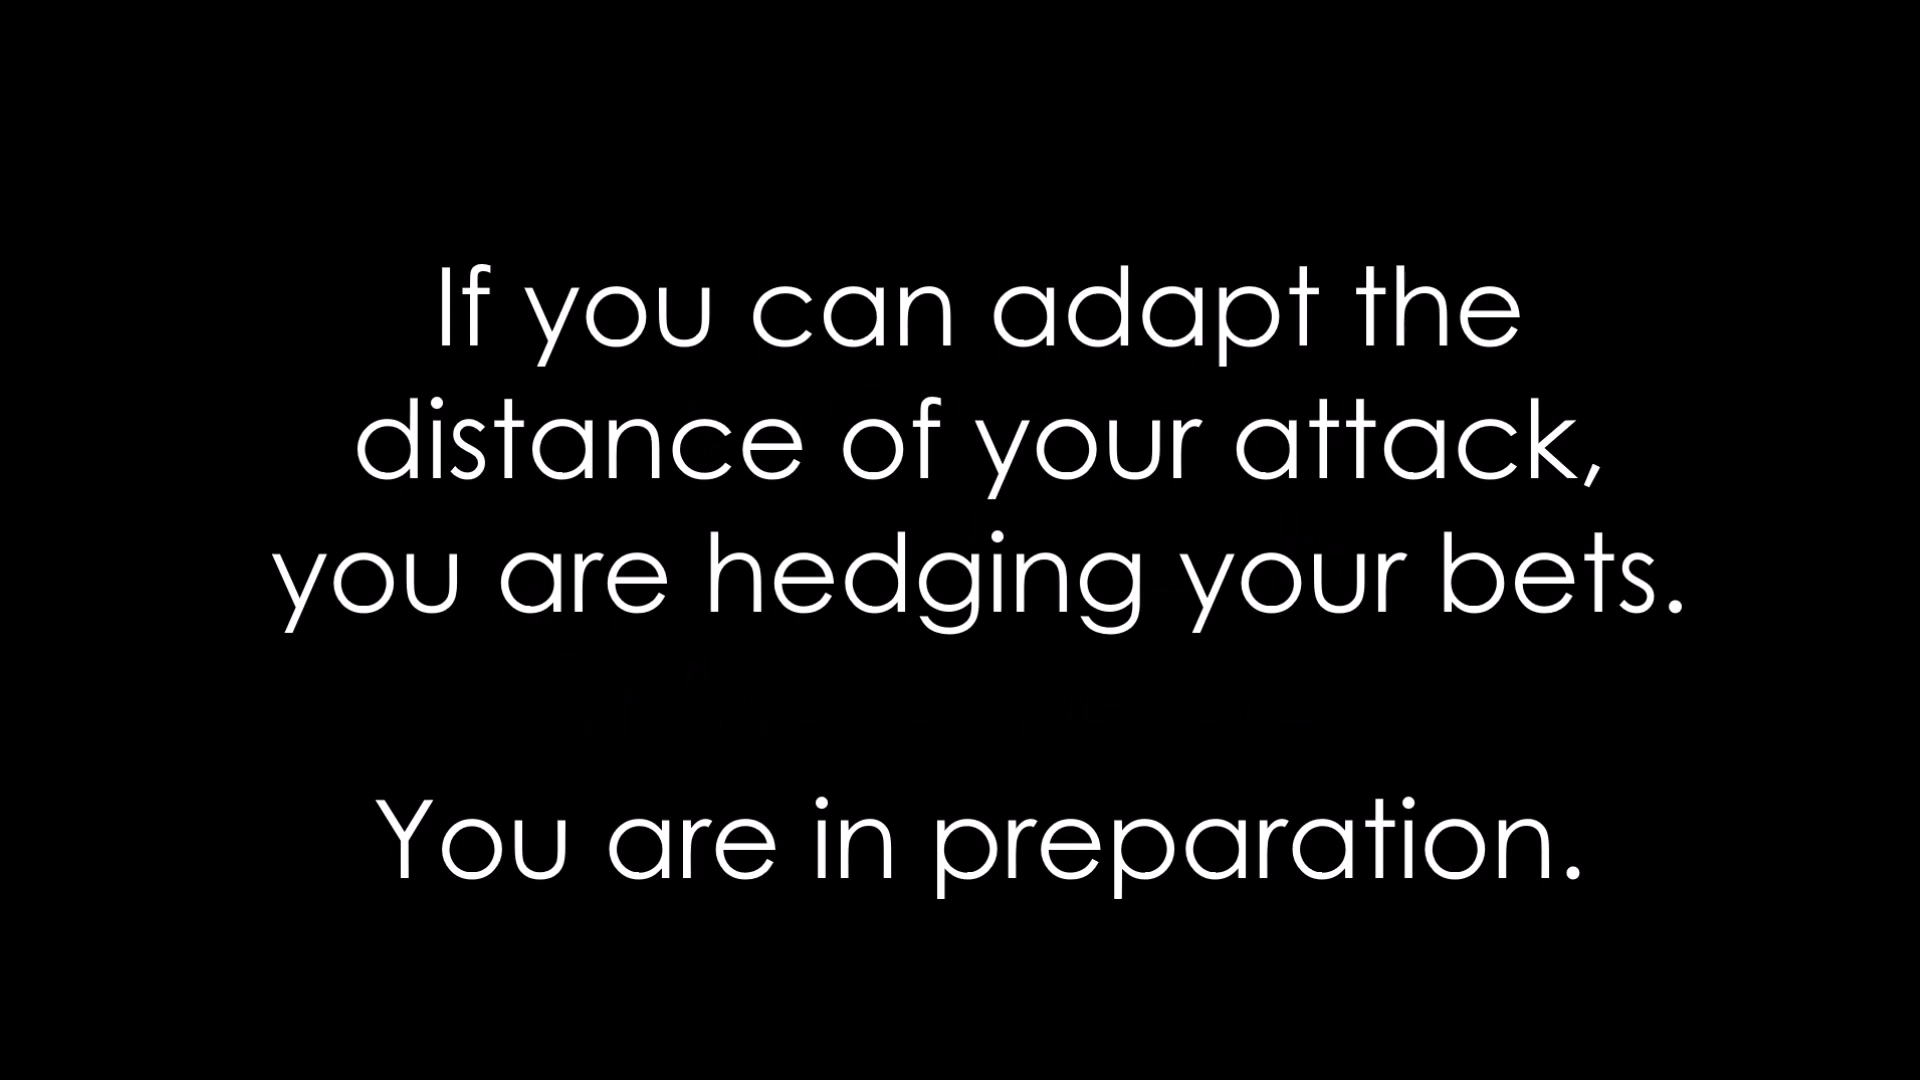 If you can adapt the
distance of your attack,
you are hedging your bets.
You are in preparation.